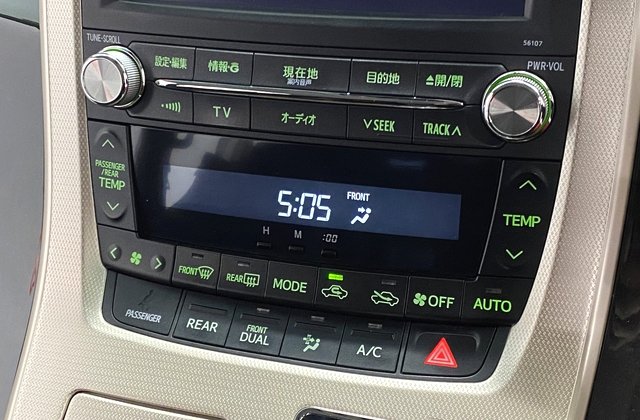 TUNE•SCROLL
56107
PWR•VOL
設定・編集
情報・G
現在地
案内音声
目的地
▲開/閉
TV
オーディオ
∨SEEK
TRACK∧
PASSENGER
/REAR
TEMP
5:05
FRONT
H M :00
TEMP
FRONT
REAR
MODE
OFF
AUTO
PASSENGER
REAR
FRONT
DUAL
A/C